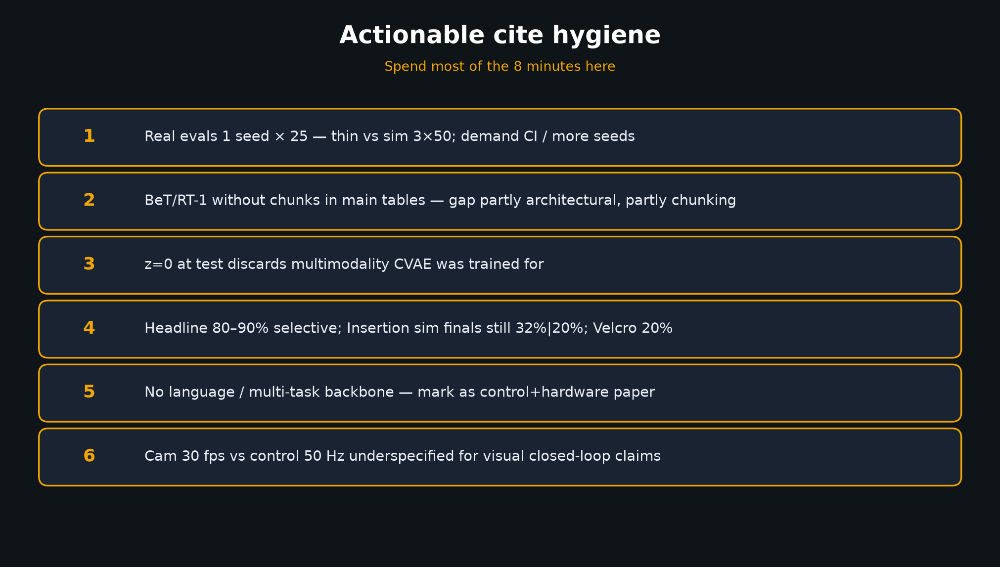 Actionable cite hygiene
Spend most of the 8 minutes here
1 Real evals 1 seed × 25 — thin vs sim 3×50; demand CI / more seeds
2 BeT/RT-1 without chunks in main tables — gap partly architectural, partly chunking
3 z=0 at test discards multimodality CVAE was trained for
4 Headline 80–90% selective; Insertion sim finals still 32%|20%; Velcro 20%
5 No language / multi-task backbone — mark as control+hardware paper
6 Cam 30 fps vs control 50 Hz underspecified for visual closed-loop claims